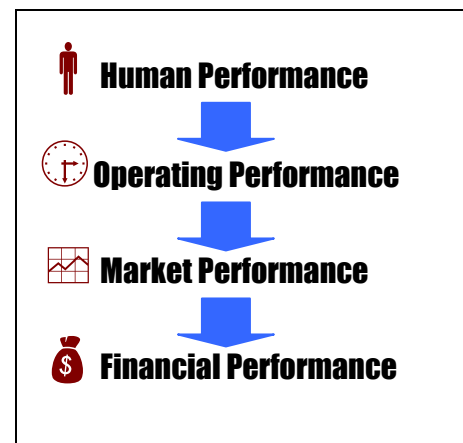 Human Performance
Operating Performance
Market Performance
$ Financial Performance